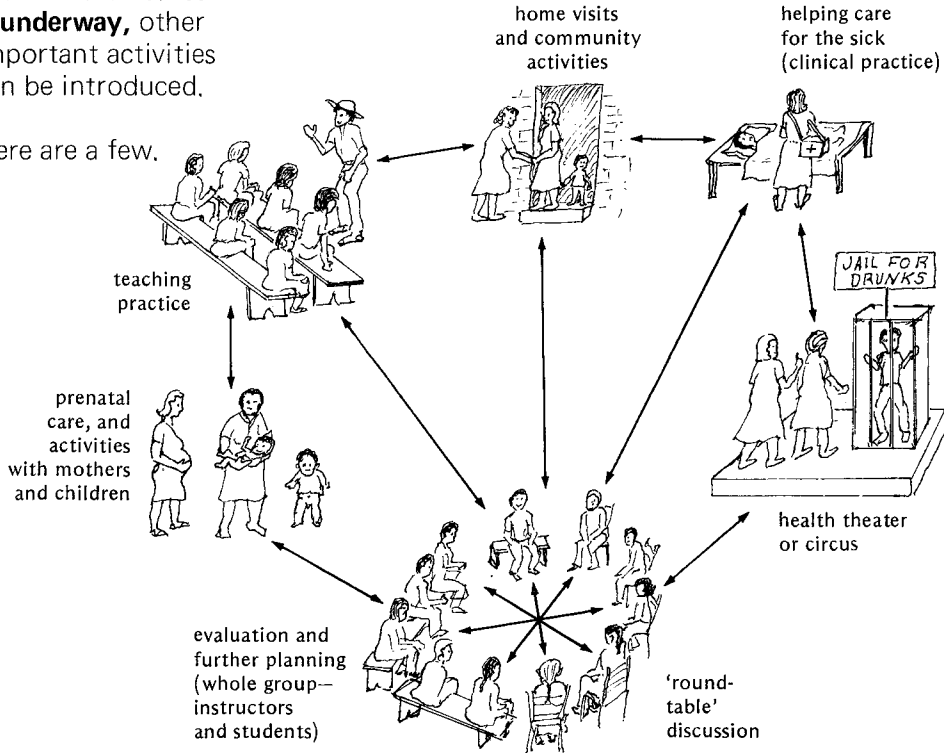 underway, other
important activities
can be introduced.
Here are a few.
home visits
and community
activities
helping care
for the sick
(clinical practice)
teaching
practice
JAIL FOR
DRUNKS
prenatal
care, and
activities
with mothers
and children
health theater
or circus
evaluation and
further planning
(whole group—
instructors
and students)
'round-
table'
discussion